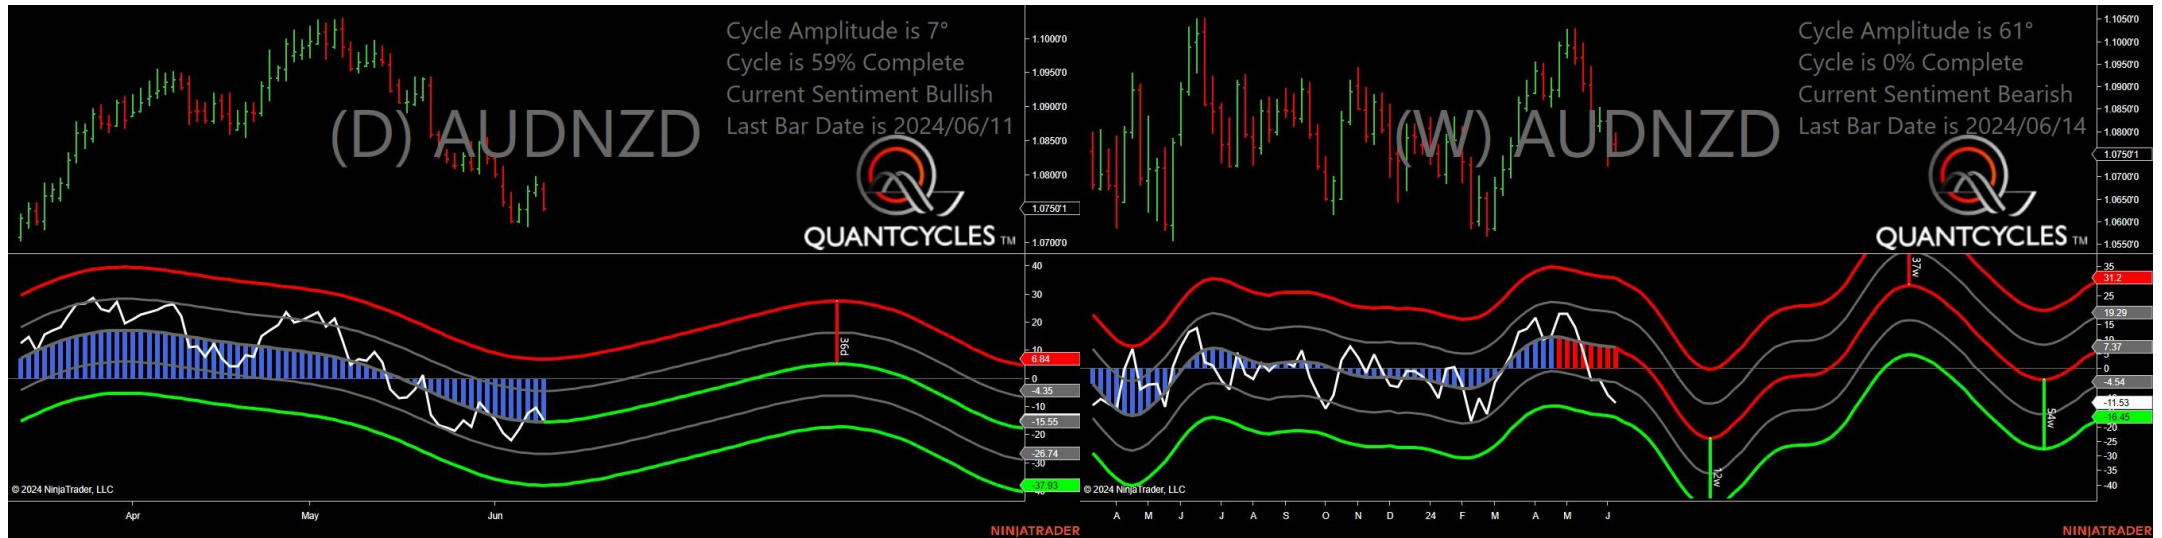 Cycle Amplitude is 7°
Cycle is 59% Complete
Current Sentiment Bullish
Last Bar Date is 2024/06/11
(D) AUDNZD
QUANTCYCLES TM
1.1000'0
1.0950'0
1.0900'0
1.0850'0
1.0800'0
1.0750'1
1.0700'0
40
30
20
10
6.84
0
-4.35
-10
-15.55
-20
-26.74
-30
-37.93
36d
© 2024 NinjaTrader, LLC
Apr May Jun
NINJATRADER
Cycle Amplitude is 61°
Cycle is 0% Complete
Current Sentiment Bearish
Last Bar Date is 2024/06/14
(W) AUDNZD
QUANTCYCLES TM
1.1050'0
1.1000'0
1.0950'0
1.0900'0
1.0850'0
1.0800'0
1.0750'1
1.0700'0
1.0650'0
1.0600'0
1.0550'0
35
31.2
25
19.29
15
7.37
0
-4.54
-11.53
-16.45
-20
-25
-30
-35
-40
37w
12w
54w
© 2024 NinjaTrader, LLC
A M J J A S O N D 24 F M A M J
NINJATRADER